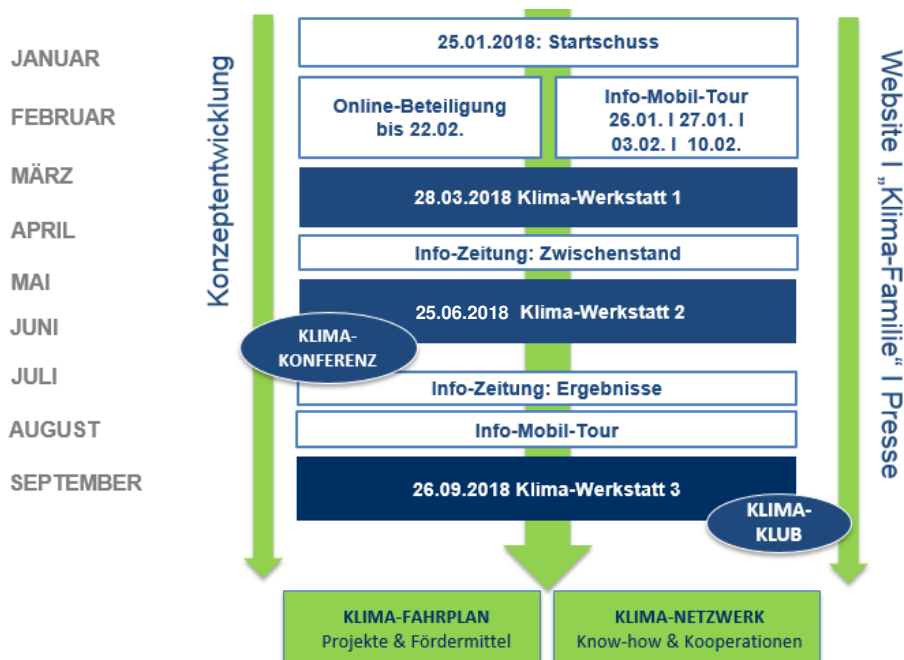 JANUAR
FEBRUAR
MÄRZ
APRIL
MAI
JUNI
JULI
AUGUST
SEPTEMBER
Konzeptentwicklung
25.01.2018: Startschuss
Online-Beteiligung
bis 22.02.
Info-Mobil-Tour
26.01. I 27.01. I
03.02. I 10.02.
28.03.2018 Klima-Werkstatt 1
Info-Zeitung: Zwischenstand
25.06.2018 Klima-Werkstatt 2
KLIMA-
KONFERENZ
Info-Zeitung: Ergebnisse
Info-Mobil-Tour
26.09.2018 Klima-Werkstatt 3
KLIMA-
KLUB
Website I „Klima-Familie“ I Presse
KLIMA-FAHRPLAN
Projekte & Fördermittel
KLIMA-NETZWERK
Know-how & Kooperationen